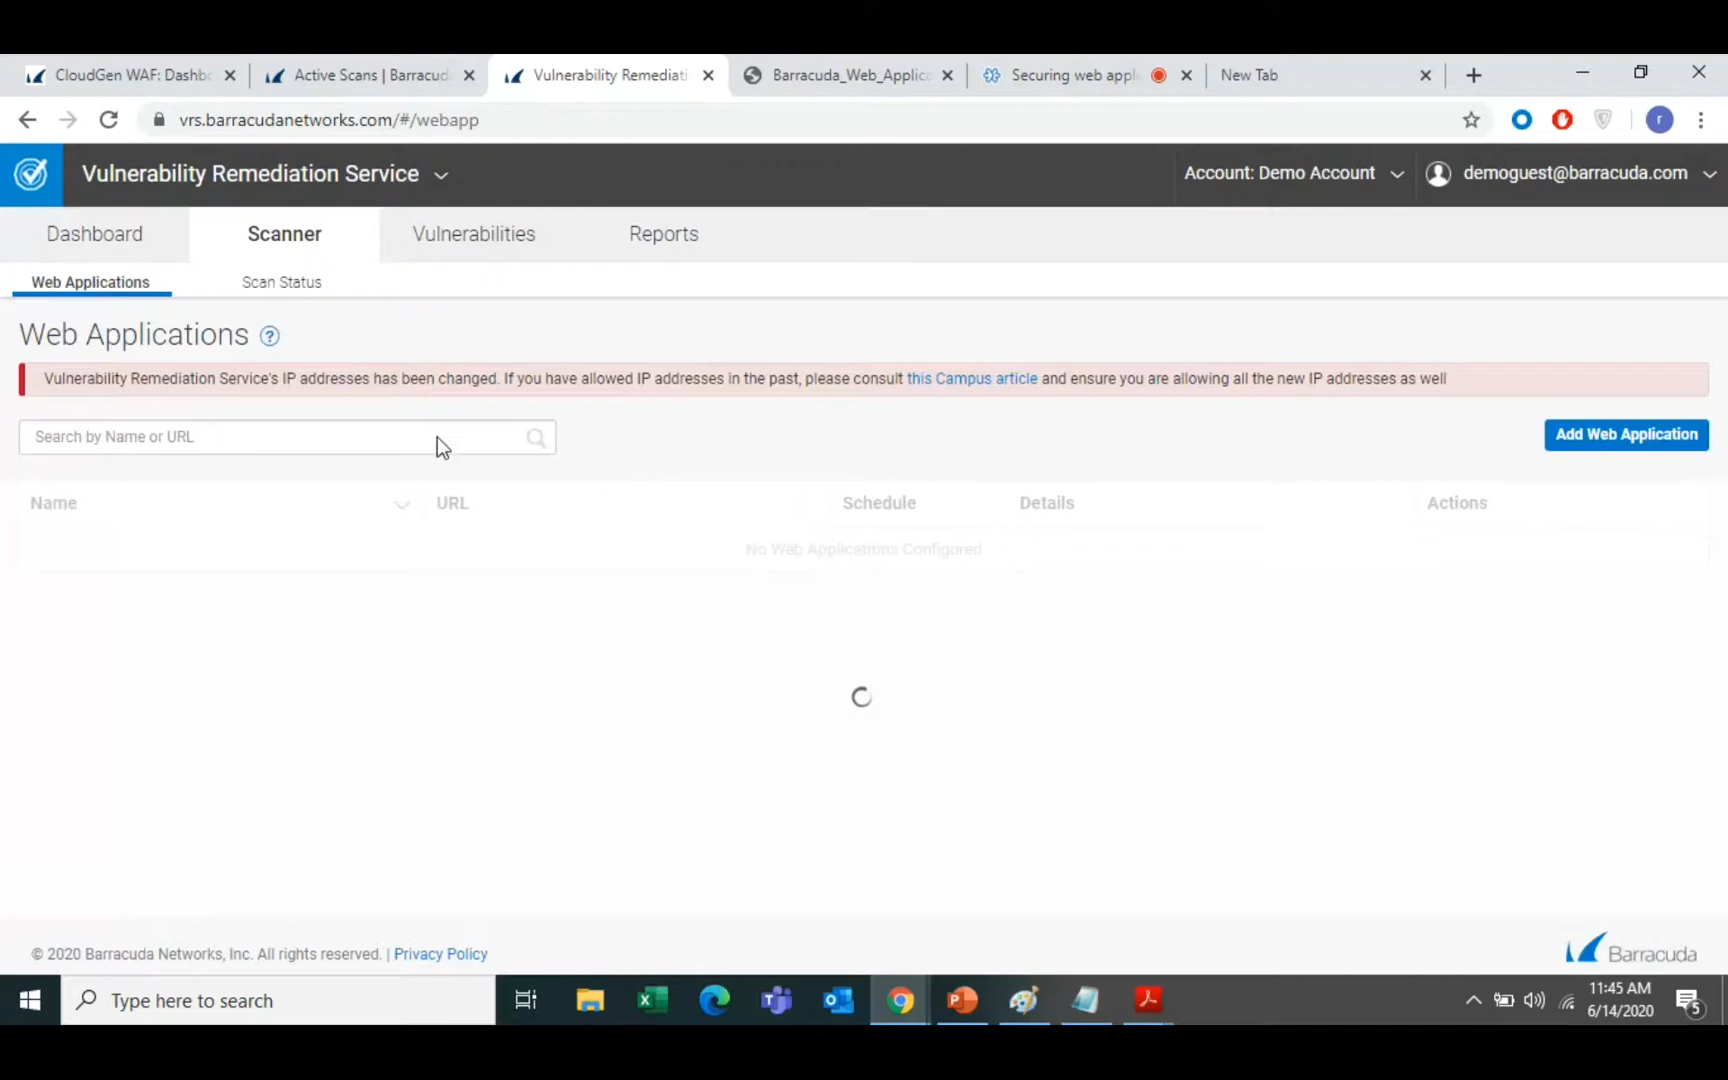 CloudGen WAF: Dashbo
Active Scans | Barracud
Vulnerability Remediati
Barracuda_Web_Applic
Securing web appl
New Tab
vrs.barracudanetworks.com/#/webapp
r
Vulnerability Remediation Service
Account: Demo Account
demoguest@barracuda.com
Dashboard
Scanner
Vulnerabilities
Reports
Web Applications
Scan Status
Web Applications ?
Vulnerability Remediation Service's IP addresses has been changed. If you have allowed IP addresses in the past, please consult this Campus article and ensure you are allowing all the new IP addresses as well
Search by Name or URL
Add Web Application
Name
URL
Schedule
Details
Actions
No Web Applications Configured
© 2020 Barracuda Networks, Inc. All rights reserved. | Privacy Policy
Barracuda
Type here to search
11:45 AM
6/14/2020
5